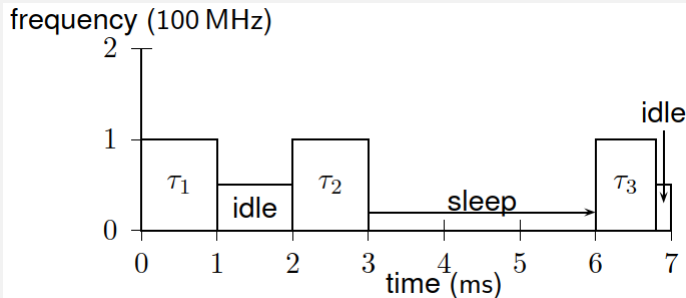 frequency (100 MHz)
2
1
0
τ1
idle
τ2
sleep
τ3
idle
0 1 2 3 4 5 6 7
time (ms)